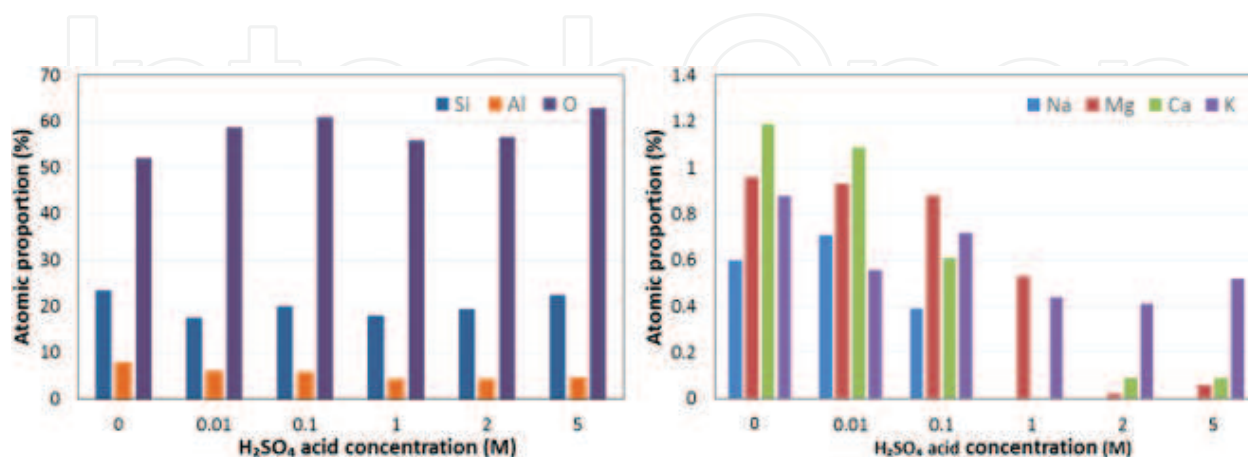 IntechOpen
70
60
50
40
30
20
10
0
Atomic proportion (%)
Si Al O
0 0.01 0.1 1 2 5
H₂SO₄ acid concentration (M)
1.4
1.2
1
0.8
0.6
0.4
0.2
0
Atomic proportion (%)
Na Mg Ca K
0 0.01 0.1 1 2 5
H₂SO₄ acid concentration (M)